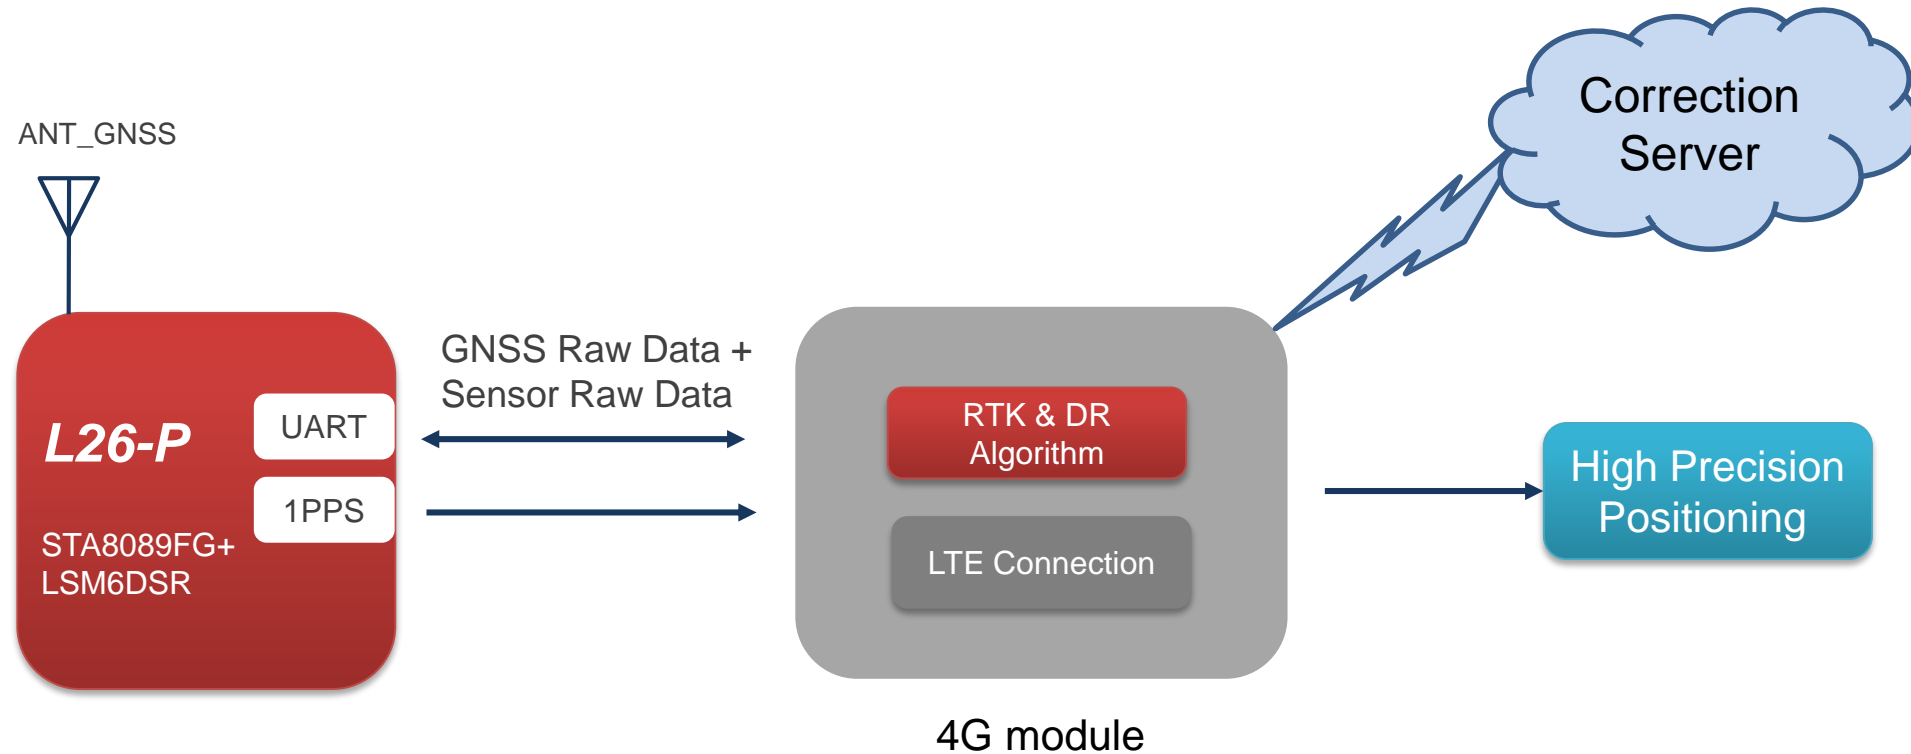 ANT_GNSS
L26-P
UART
1PPS
STA8089FG+
LSM6DSR
GNSS Raw Data +
Sensor Raw Data
RTK & DR
Algorithm
LTE Connection
4G module
Correction
Server
High Precision
Positioning